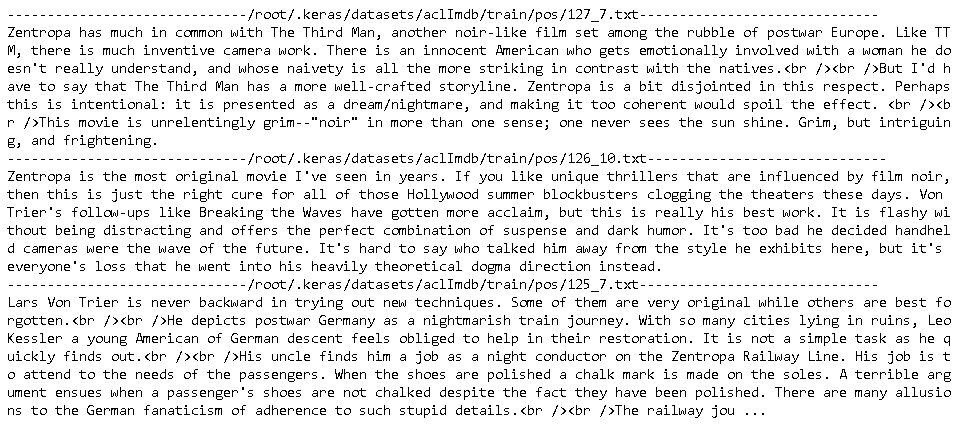 ------------------------------/root/.keras/datasets/aclImdb/train/pos/127_7.txt------------------------------
Zentropa has much in common with The Third Man, another noir-like film set among the rubble of postwar Europe. Like TT
M, there is much inventive camera work. There is an innocent American who gets emotionally involved with a woman he do
esn't really understand, and whose naivety is all the more striking in contrast with the natives.<br /><br />But I'd h
ave to say that The Third Man has a more well-crafted storyline. Zentropa is a bit disjointed in this respect. Perhaps
this is intentional: it is presented as a dream/nightmare, and making it too coherent would spoil the effect. <br /><b
r />This movie is unrelentingly grim--"noir" in more than one sense; one never sees the sun shine. Grim, but intriguin
g, and frightening.
------------------------------/root/.keras/datasets/aclImdb/train/pos/126_10.txt------------------------------
Zentropa is the most original movie I've seen in years. If you like unique thrillers that are influenced by film noir,
then this is just the right cure for all of those Hollywood summer blockbusters clogging the theaters these days. Von
Trier's follow-ups like Breaking the Waves have gotten more acclaim, but this is really his best work. It is flashy wi
thout being distracting and offers the perfect combination of suspense and dark humor. It's too bad he decided handhel
d cameras were the wave of the future. It's hard to say who talked him away from the style he exhibits here, but it's
everyone's loss that he went into his heavily theoretical dogma direction instead.
------------------------------/root/.keras/datasets/aclImdb/train/pos/125_7.txt------------------------------
Lars Von Trier is never backward in trying out new techniques. Some of them are very original while others are best fo
rgotten.<br /><br />He depicts postwar Germany as a nightmarish train journey. With so many cities lying in ruins, Leo
Kessler a young American of German descent feels obliged to help in their restoration. It is not a simple task as he q
uickly finds out.<br /><br />His uncle finds him a job as a night conductor on the Zentropa Railway Line. His job is t
o attend to the needs of the passengers. When the shoes are polished a chalk mark is made on the soles. A terrible arg
ument ensues when a passenger's shoes are not chalked despite the fact they have been polished. There are many allusio
ns to the German fanaticism of adherence to such stupid details.<br /><br />The railway jou ...